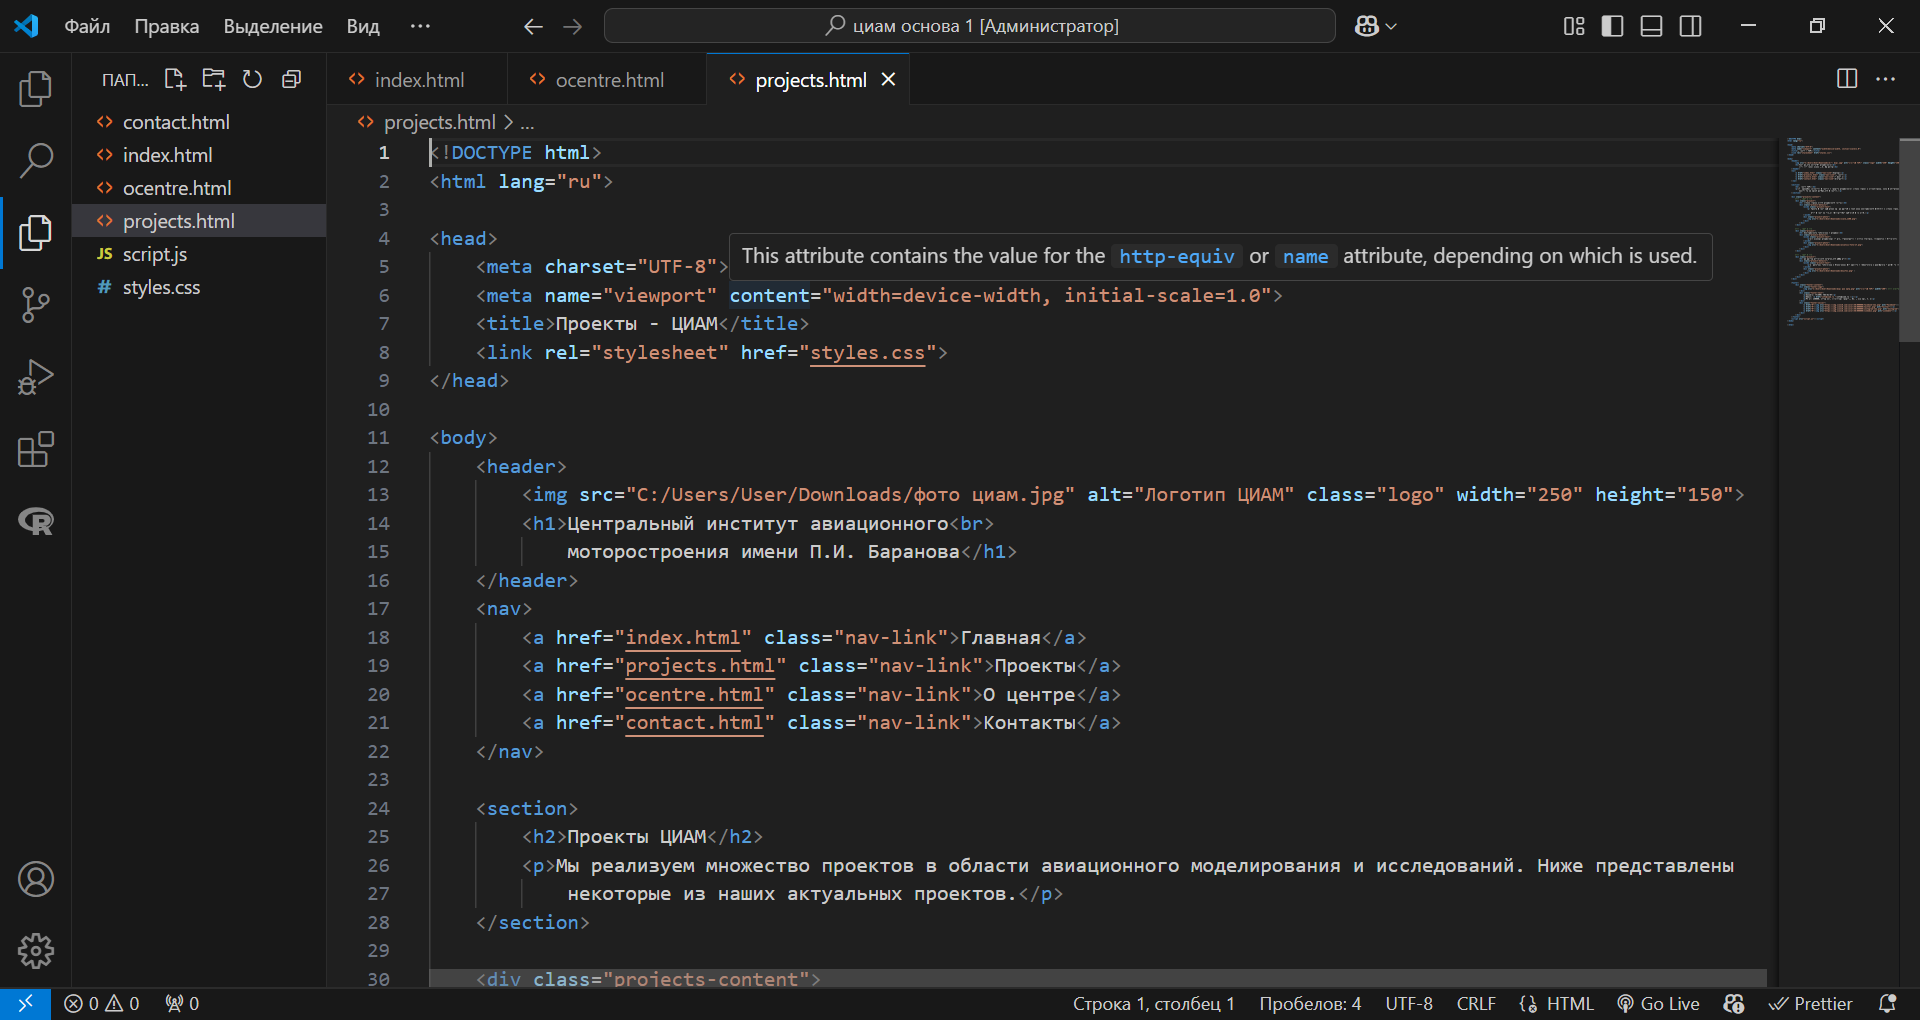 Файл Правка Выделение Вид ···
циам основа 1 [Администратор]
ПАП...
contact.html
index.html
ocentre.html
projects.html
JS script.js
# styles.css
index.html
ocentre.html
projects.html
projects.html > ...
1 <!DOCTYPE html>
2 <html lang="ru">
3
4 <head>
This attribute contains the value for the http-equiv or name attribute, depending on which is used.
5 <meta charset="UTF-8">
6 <meta name="viewport" content="width=device-width, initial-scale=1.0">
7 <title>Проекты - ЦИАМ</title>
8 <link rel="stylesheet" href="styles.css">
9 </head>
10
11 <body>
12 <header>
13 <img src="C:/Users/User/Downloads/фото циам.jpg" alt="Логотип ЦИАМ" class="logo" width="250" height="150">
14 <h1>Центральный институт авиационного<br>
15 моторостроения имени П.И. Баранова</h1>
16 </header>
17 <nav>
18 <a href="index.html" class="nav-link">Главная</a>
19 <a href="projects.html" class="nav-link">Проекты</a>
20 <a href="ocentre.html" class="nav-link">О центре</a>
21 <a href="contact.html" class="nav-link">Контакты</a>
22 </nav>
23
24 <section>
25 <h2>Проекты ЦИАМ</h2>
26 <p>Мы реализуем множество проектов в области авиационного моделирования и исследований. Ниже представлены
27 некоторые из наших актуальных проектов.</p>
28 </section>
29
30 <div class="projects-content">
0 0 0
Строка 1, столбец 1 Пробелов: 4 UTF-8 CRLF HTML Go Live Prettier